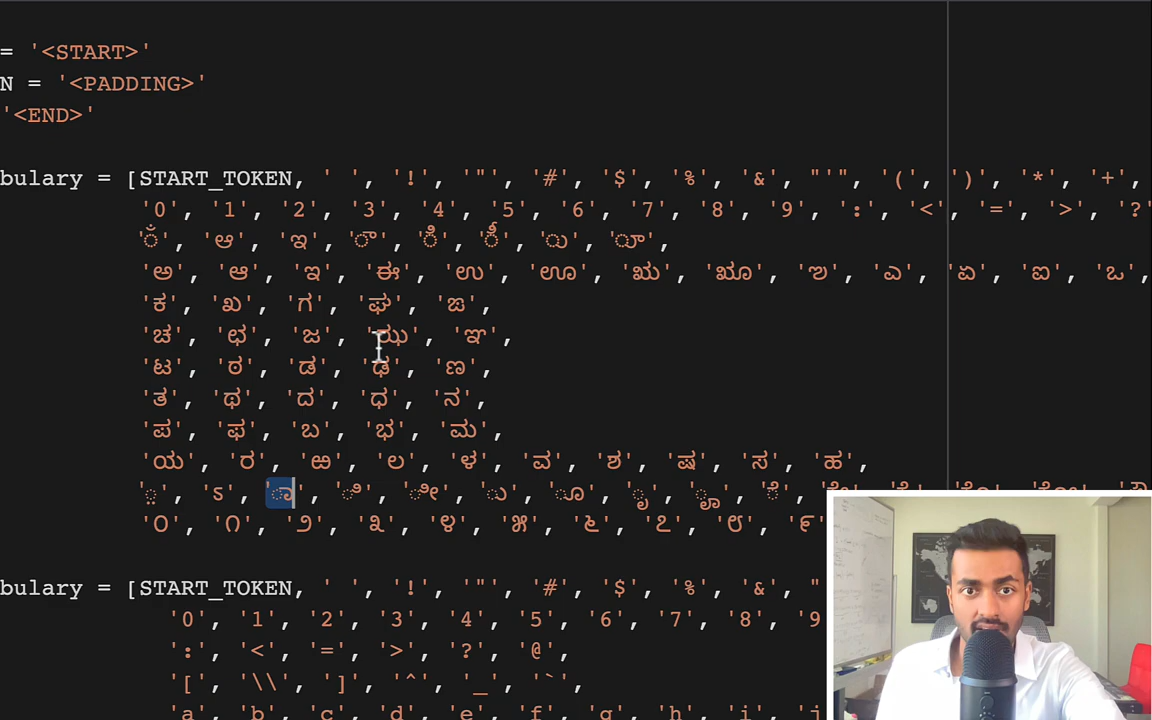 = '<START>'
N = '<PADDING>'
'<END>'
bulary = [START_TOKEN, ' ', '!', '"', '#', '$', '%', '&', "'", '(', ')', '*', '+',
'0', '1', '2', '3', '4', '5', '6', '7', '8', '9', ':', '<', '=', '>', '?'
'ಁ', 'ಆ', 'ಇ', 'ಾ', 'ಿ', 'ೀ', 'ು', 'ೂ',
'ಅ', 'ಆ', 'ಇ', 'ಈ', 'ಉ', 'ಊ', 'ಋ', 'ೠ', 'ಌ', 'ಎ', 'ಏ', 'ಐ', 'ಒ',
'ಕ', 'ಖ', 'ಗ', 'ಘ', 'ಙ',
'ಚ', 'ಛ', 'ಜ', 'ಝ', 'ಞ',
'ಟ', 'ಠ', 'ಡ', 'ಢ', 'ಣ',
'ತ', 'ಥ', 'ದ', 'ಧ', 'ನ',
'ಪ', 'ಫ', 'ಬ', 'ಭ', 'ಮ',
'ಯ', 'ರ', 'ಱ', 'ಲ', 'ಳ', 'ವ', 'ಶ', 'ಷ', 'ಸ', 'ಹ',
'಼', 'ಽ', 'ಾ', 'ಿ', 'ೀ', 'ು', 'ೂ', 'ೃ', 'ೄ', 'ೆ',
'೦', '೧', '೨', '೩', '೪', '೫', '೬', '೭', '೮', '೯'
bulary = [START_TOKEN, ' ', '!', '"', '#', '$', '%', '&', "
'0', '1', '2', '3', '4', '5', '6', '7', '8', '9
':', '<', '=', '>', '?', '@',
'[', '\\', ']', '^', '_', '`',
'a', 'b', 'c', 'd', 'e', 'f', 'g', 'h', 'i', 'j